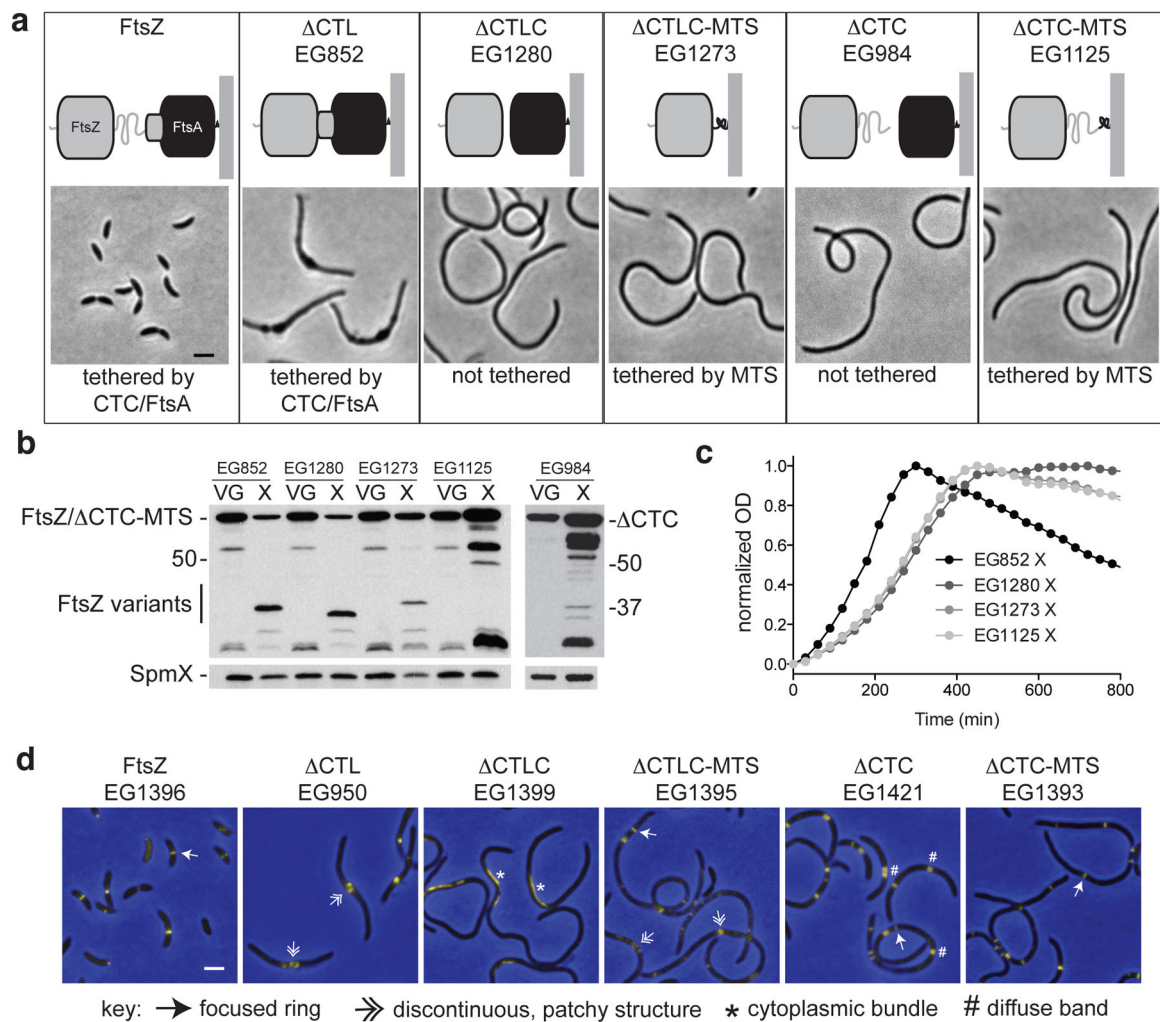 a
FtsZ
ΔCTL
EG852
ΔCTLC
EG1280
ΔCTLC-MTS
EG1273
ΔCTC
EG984
ΔCTC-MTS
EG1125
FtsZ
FtsA
tethered by
CTC/FtsA
tethered by
CTC/FtsA
not tethered
tethered by MTS
not tethered
tethered by MTS
b
EG852 EG1280 EG1273 EG1125 EG984
VG X VG X VG X VG X VG X
FtsZ/ΔCTC-MTS -
50 -
FtsZ variants
SpmX -
-ΔCTC
-50
-37
c
normalized OD
1.0
0.8
0.6
0.4
0.2
0.0
EG852 X
EG1280 X
EG1273 X
EG1125 X
0 200 400 600 800
Time (min)
d
FtsZ
EG1396
ΔCTL
EG950
ΔCTLC
EG1399
ΔCTLC-MTS
EG1395
ΔCTC
EG1421
ΔCTC-MTS
EG1393
* * # # #
key: focused ring discontinuous, patchy structure * cytoplasmic bundle # diffuse band